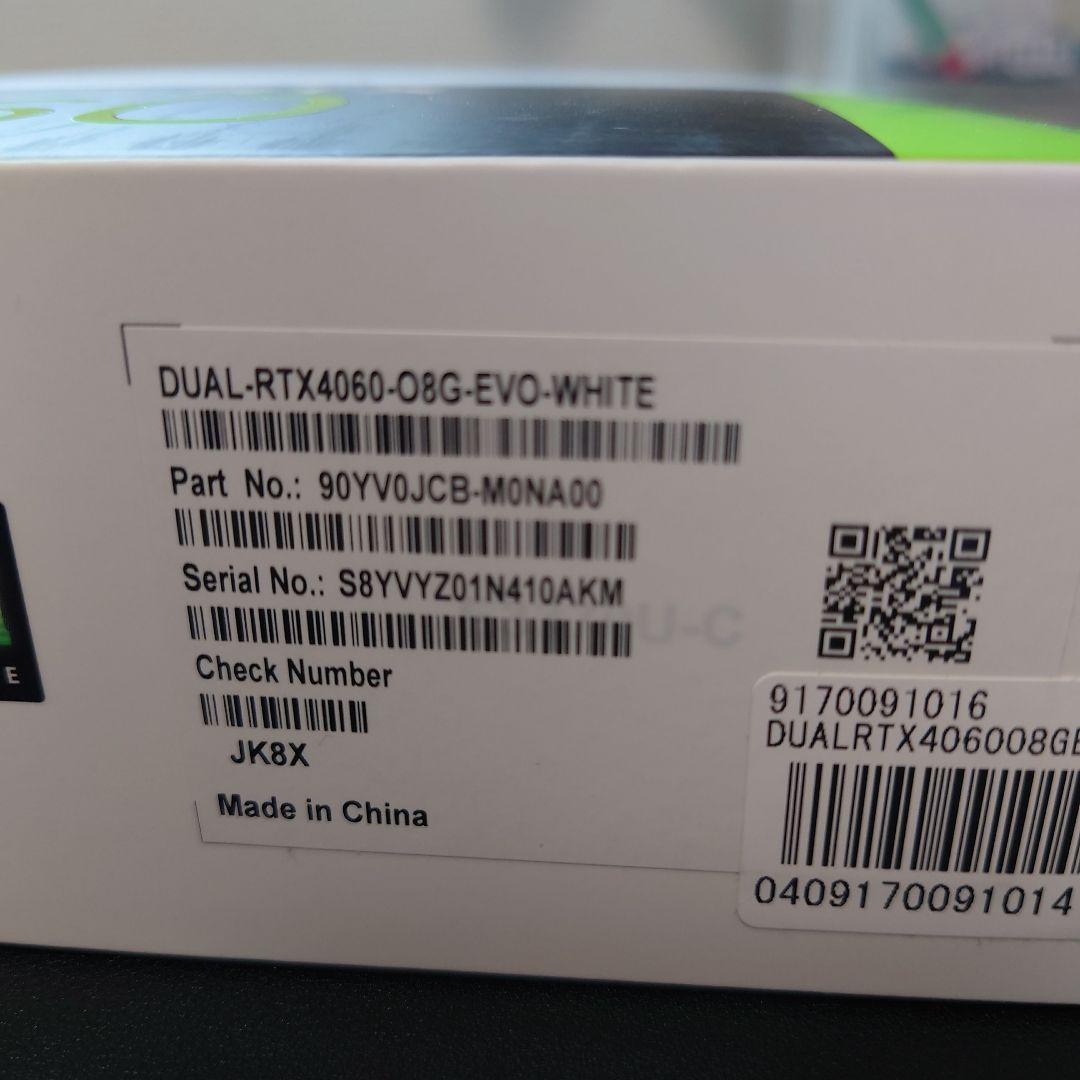 DUAL-RTX4060-O8G-EVO-WHITE
Part No.: 90YV0JCB-M0NA00
Serial No.: S8YVYZ01N410AKM
U-C
Check Number
JK8X
Made in China
9170091016
DUALRTX4060O8GE
0409170091014
E